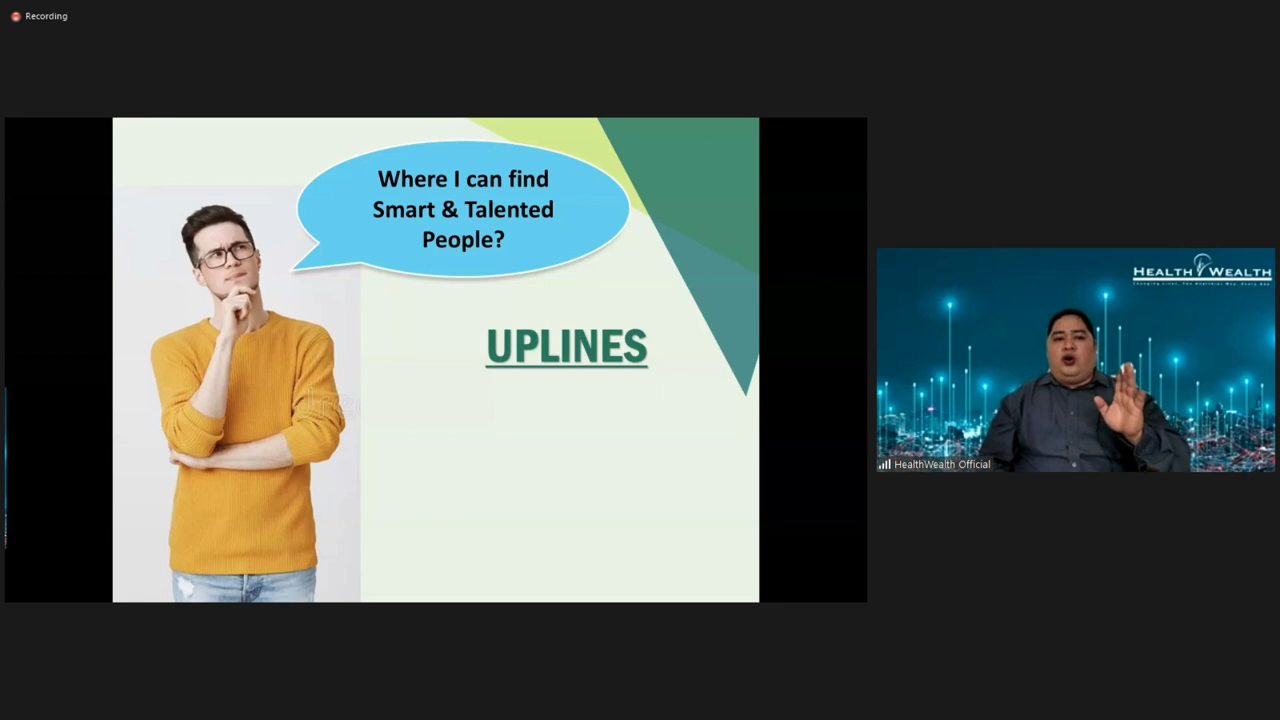 Recording
Where I can find
Smart & Talented
People?
UPLINES
HEALTH WEALTH
HealthWealth Official